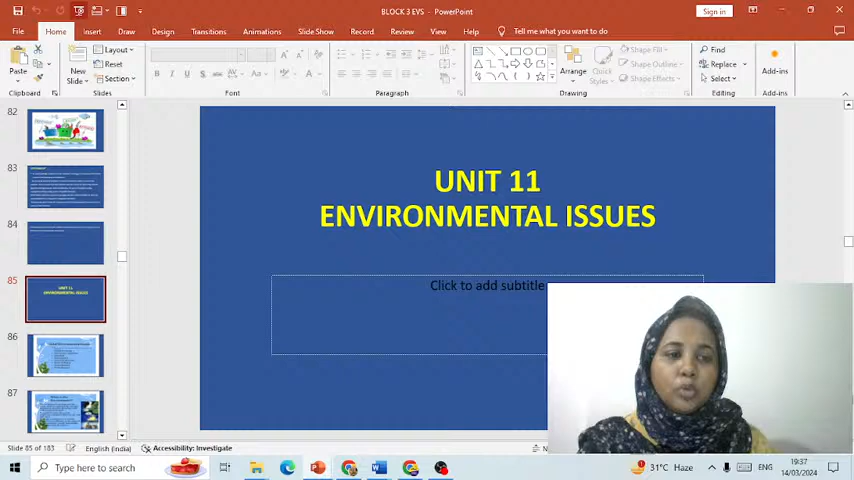 BLOCK 3 EVS - PowerPoint
Sign in
File Home Insert Draw Design Transitions Animations Slide Show Record Review View Help Tell me what you want to do
Paste
New
Slide
Layout
Reset
Section
Arrange
Quick
Styles
Shape Fill
Shape Outline
Shape Effects
Find
Replace
Select
Add-ins
Clipboard
Slides
Font
Paragraph
Drawing
Editing
Add-ins
82
83
84
85
86
87
UNIT 11
ENVIRONMENTAL ISSUES
UNIT 11
ENVIRONMENTAL ISSUES
Click to add subtitle
Slide 85 of 183 English (India) Accessibility: Investigate
Type here to search
31°C Haze
ENG
19:37
14/03/2024